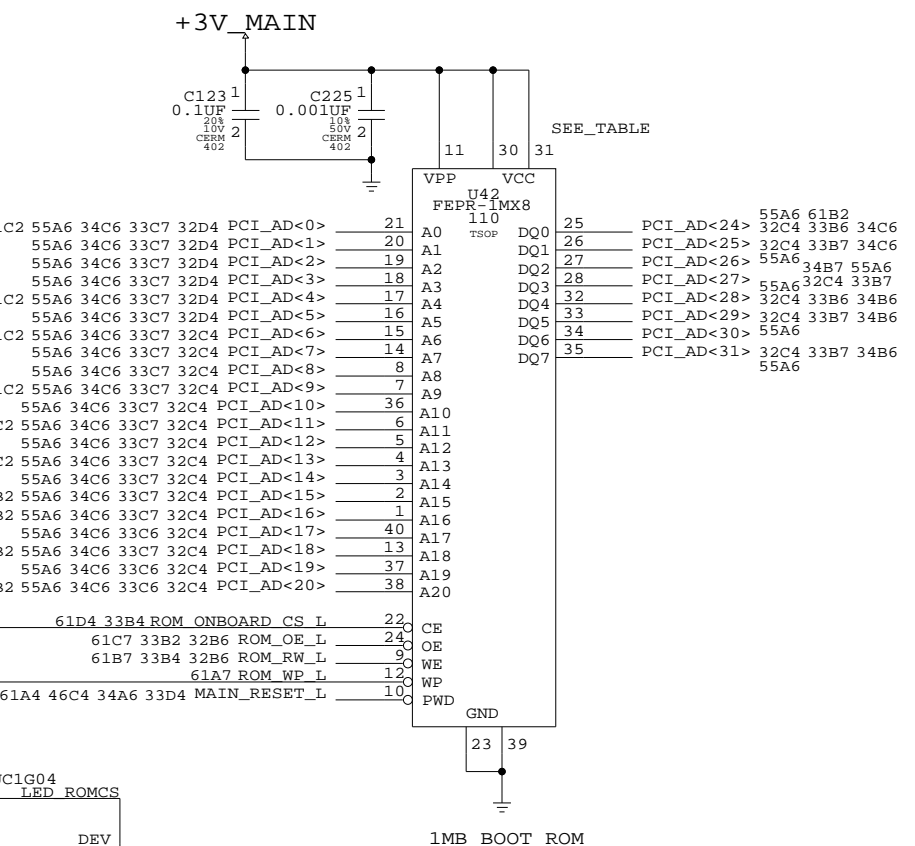 +3V_MAIN
C123 1
0.1UF
20%
10V 2
CERM
402
C225 1
0.001UF
10%
50V 2
CERM
402
SEE_TABLE
11 30 31
VPP VCC
U42
FEPR-1MX8
110
TSOP
C2 55A6 34C6 33C7 32D4 PCI_AD<0> 21 A0
55A6 34C6 33C7 32D4 PCI_AD<1> 20 A1
55A6 34C6 33C7 32D4 PCI_AD<2> 19 A2
55A6 34C6 33C7 32D4 PCI_AD<3> 18 A3
C2 55A6 34C6 33C7 32D4 PCI_AD<4> 17 A4
55A6 34C6 33C7 32D4 PCI_AD<5> 16 A5
C2 55A6 34C6 33C7 32C4 PCI_AD<6> 15 A6
55A6 34C6 33C7 32C4 PCI_AD<7> 14 A7
55A6 34C6 33C7 32C4 PCI_AD<8> 8 A8
C2 55A6 34C6 33C7 32C4 PCI_AD<9> 7 A9
55A6 34C6 33C7 32C4 PCI_AD<10> 36 A10
C2 55A6 34C6 33C7 32C4 PCI_AD<11> 6 A11
55A6 34C6 33C7 32C4 PCI_AD<12> 5 A12
C2 55A6 34C6 33C7 32C4 PCI_AD<13> 4 A13
55A6 34C6 33C7 32C4 PCI_AD<14> 3 A14
B2 55A6 34C6 33C7 32C4 PCI_AD<15> 2 A15
B2 55A6 34C6 33C7 32C4 PCI_AD<16> 1 A16
55A6 34C6 33C7 32C4 PCI_AD<17> 40 A17
B2 55A6 34C6 33C7 32C4 PCI_AD<18> 13 A18
55A6 34C6 33C6 32C4 PCI_AD<19> 37 A19
B2 55A6 34C6 33C6 32C4 PCI_AD<20> 38 A20
55A6 61B2
DQ0 25 PCI_AD<24> 32C4 33B6 34C6
DQ1 26 PCI_AD<25> 32C4 33B7 34C6
DQ2 27 PCI_AD<26> 55A6
34B7 55A6
DQ3 28 PCI_AD<27> 55A6 32C4 33B7
DQ4 32 PCI_AD<28> 32C4 33B6 34B6
DQ5 33 PCI_AD<29> 32C4 33B7 34B6
DQ6 34 PCI_AD<30> 55A6
DQ7 35 PCI_AD<31> 32C4 33B7 34B6
55A6
61D4 33B4 ROM_ONBOARD_CS_L 22 CE
61C7 33B2 32B6 ROM_OE_L 24 OE
61B7 33B4 32B6 ROM_RW_L 9 WE
61A7 ROM_WP_L 12 WP
61A4 46C4 34A6 33D4 MAIN_RESET_L 10 PWD
GND
23 39
1MB BOOT ROM
UC1G04
LED_ROMCS
DEV